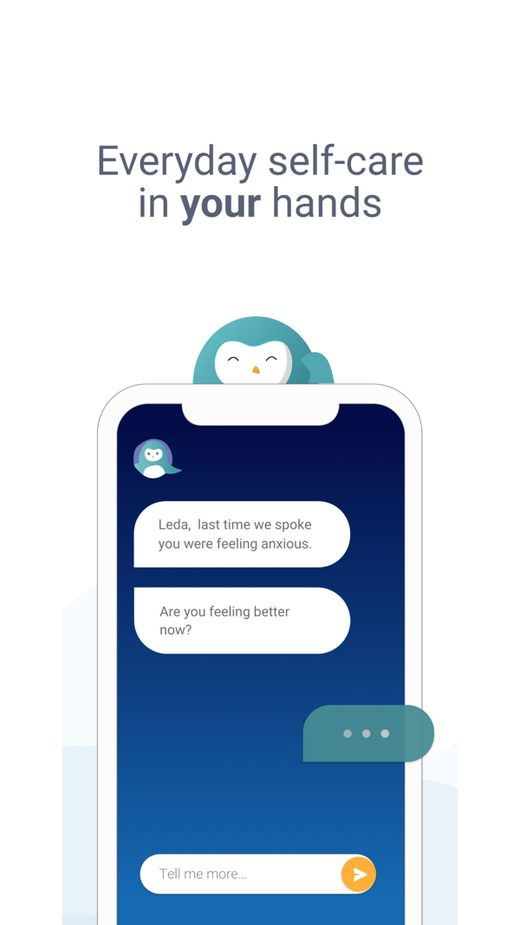 Everyday self-care
in your hands
Leda, last time we spoke
you were feeling anxious.
Are you feeling better
now?
Tell me more...